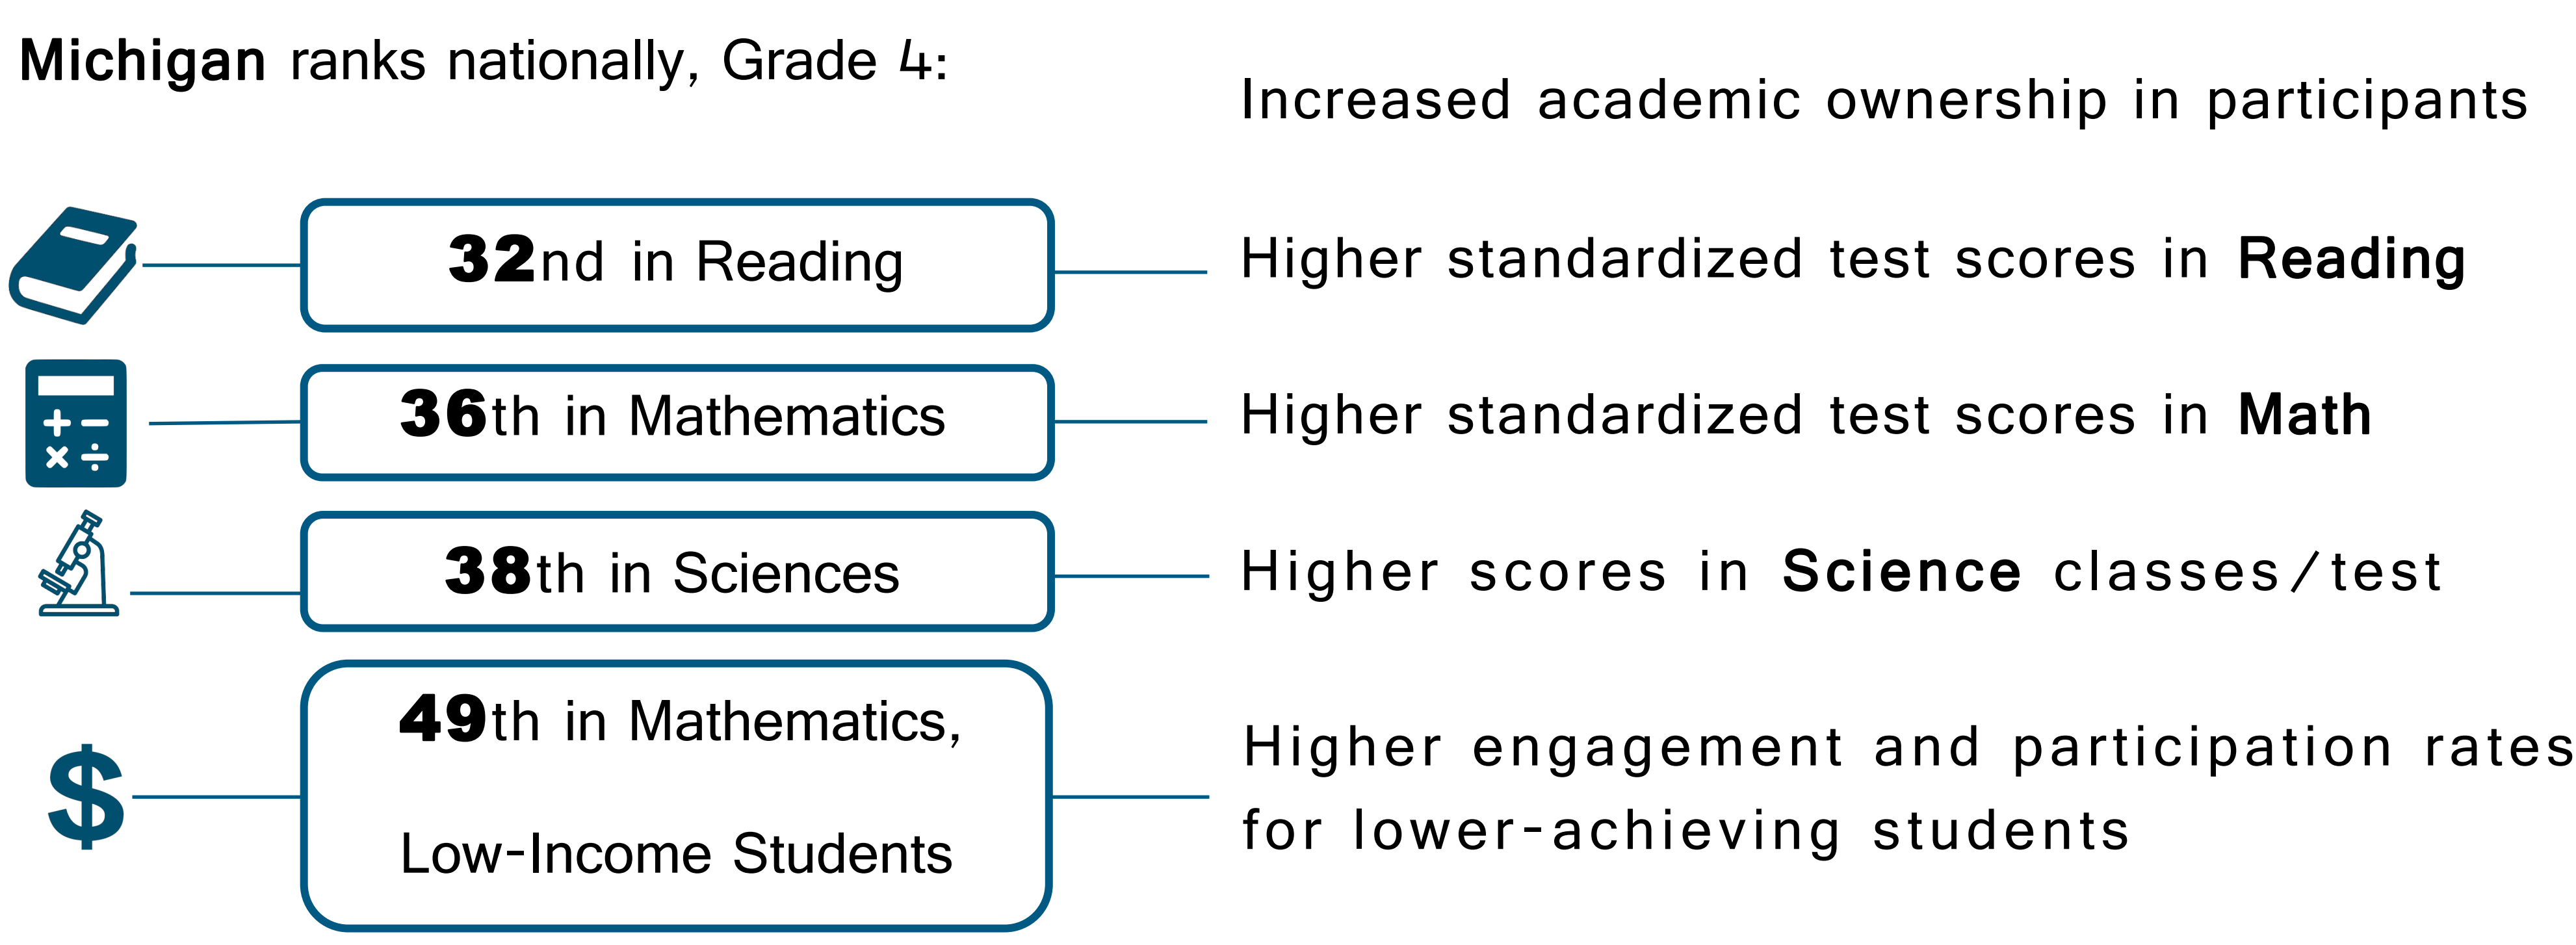 Michigan ranks nationally, Grade 4:
Increased academic ownership in participants
32nd in Reading
Higher standardized test scores in Reading
36th in Mathematics
Higher standardized test scores in Math
38th in Sciences
Higher scores in Science classes/test
49th in Mathematics,
Low-Income Students
Higher engagement and participation rates
for lower-achieving students